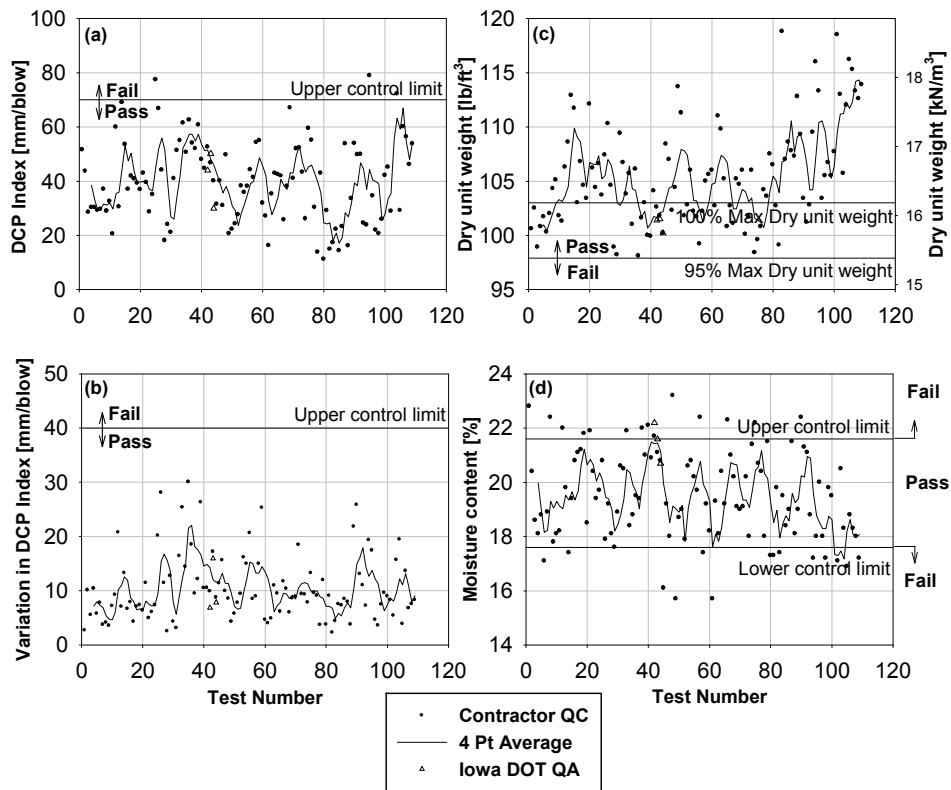 (a)
DCP Index [mm/blow]
100
80
60
40
20
0
Fail
Pass
Upper control limit
0 20 40 60 80 100 120
(c)
Dry unit weight [lb/ft³]
120
115
110
105
100
95
100% Max Dry unit weight
Pass
Fail
95% Max Dry unit weight
18
17
16
15
Dry unit weight [kN/m³]
0 20 40 60 80 100 120
(b)
Variation in DCP Index [mm/blow]
50
40
30
20
10
0
Fail
Pass
Upper control limit
0 20 40 60 80 100 120
Test Number
(d)
Moisture content [%]
24
22
20
18
16
14
Upper control limit
Lower control limit
Fail
Pass
Fail
0 20 40 60 80 100 120
Test Number
Contractor QC
4 Pt Average
Iowa DOT QA